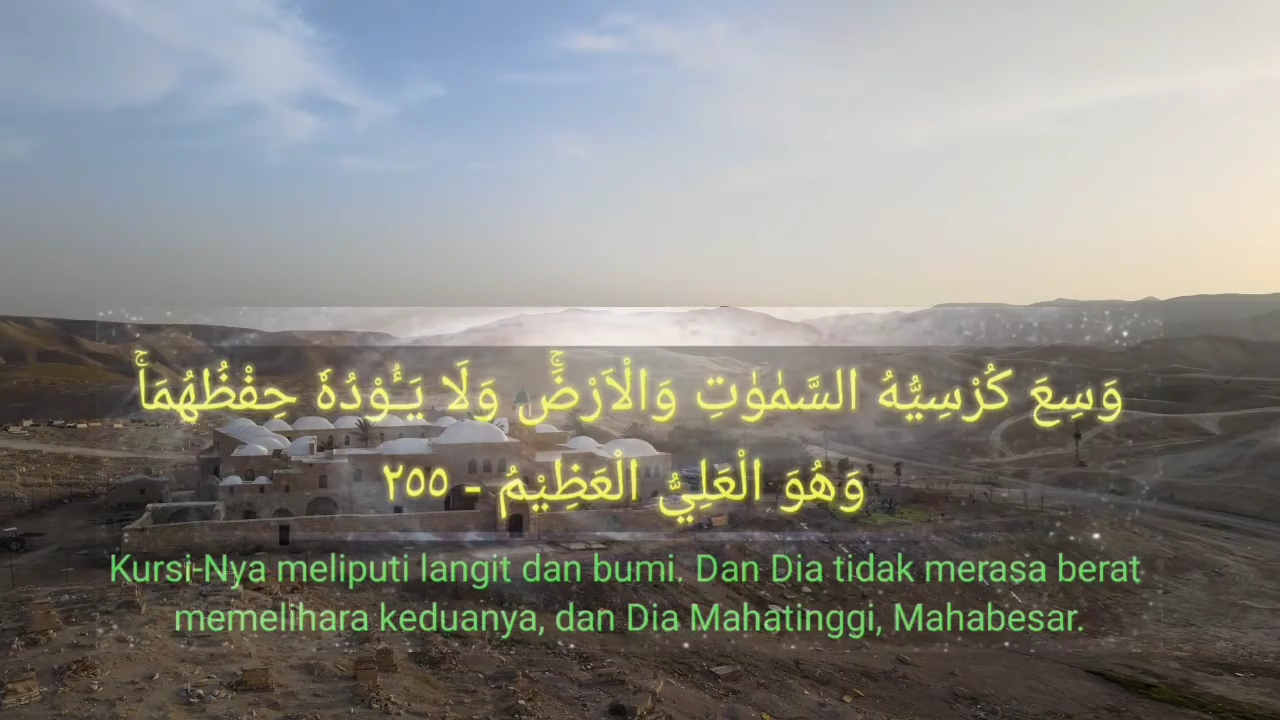 وَسِعَ كُرْسِيُّهُ السَّمٰوٰتِ وَالْاَرْضَۚ وَلَا يَـُٔوْدُهٗ حِفْظُهُمَاۚ
وَهُوَ الْعَلِيُّ الْعَظِيْمُ - ٢٥٥
Kursi-Nya meliputi langit dan bumi. Dan Dia tidak merasa berat
memelihara keduanya, dan Dia Mahatinggi, Mahabesar.